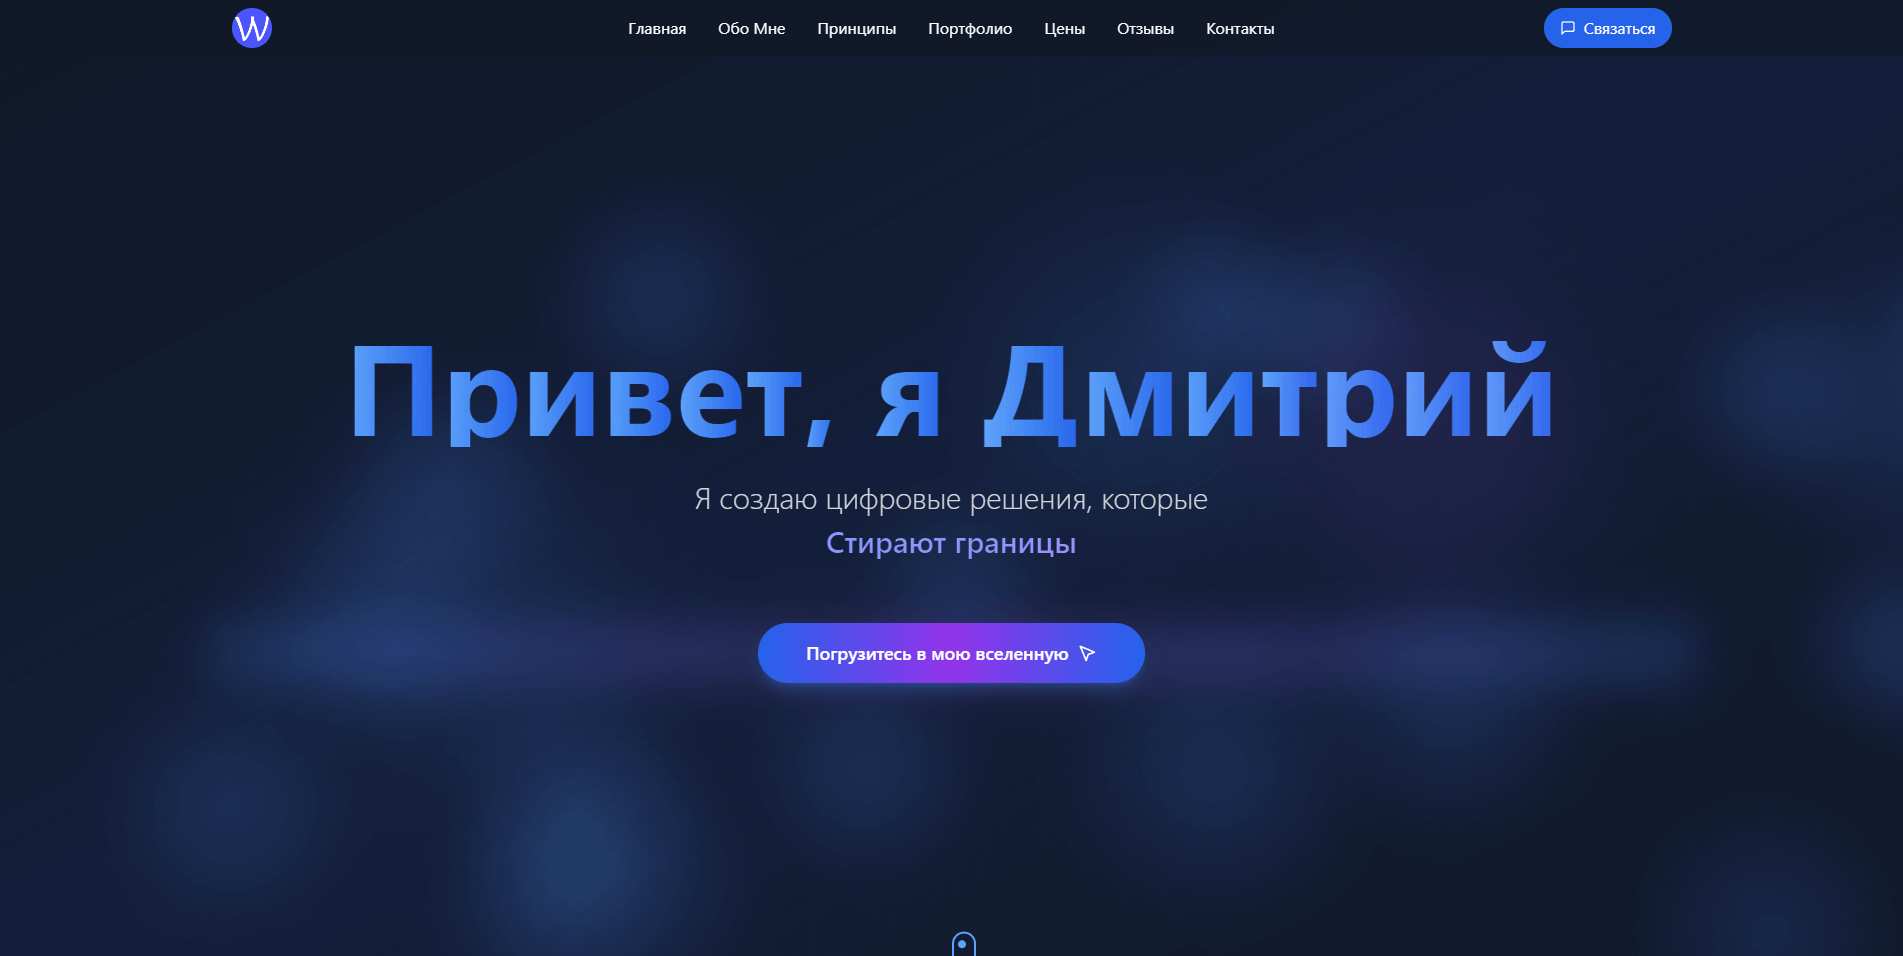 W
Главная Обо Мне Принципы Портфолио Цены Отзывы Контакты Связаться
Привет, я Дмитрий
Я создаю цифровые решения, которые
Стирают границы
Погрузитесь в мою вселенную